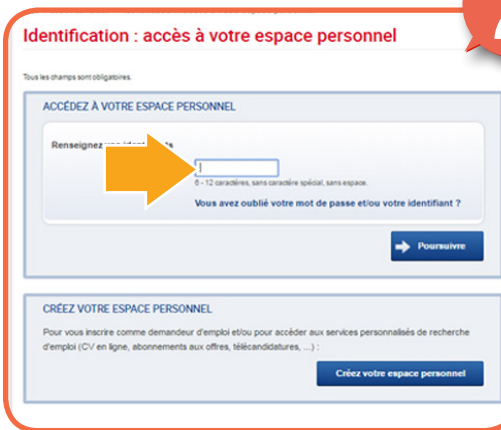 Identification : accès à votre espace personnel
Tous les champs sont obligatoires.
ACCÉDEZ À VOTRE ESPACE PERSONNEL
Renseignez
6 - 12 caractères, sans caractère spécial, sans espace.
Vous avez oublié votre mot de passe et/ou votre identifiant ?
Poursuivre
CRÉEZ VOTRE ESPACE PERSONNEL
Pour vous inscrire comme demandeur d'emploi et/ou pour accéder aux services personnalisés de recherche
d'emploi (CV en ligne, abonnements aux offres, télécandidatures, ...) :
Créez votre espace personnel